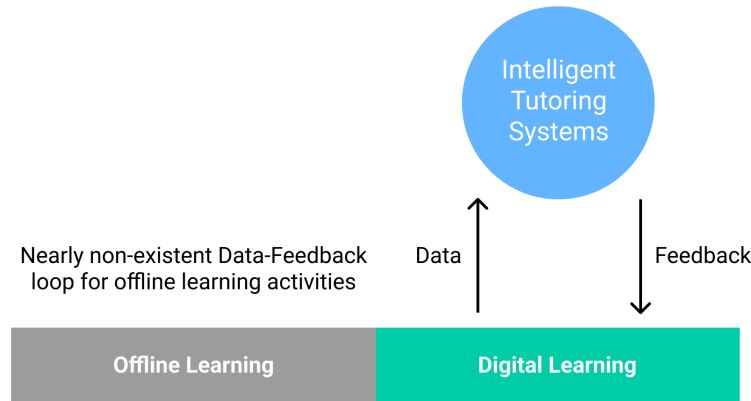 Intelligent
Tutoring
Systems
Nearly non-existent Data-Feedback
loop for offline learning activities
Data
Feedback
Offline Learning
Digital Learning